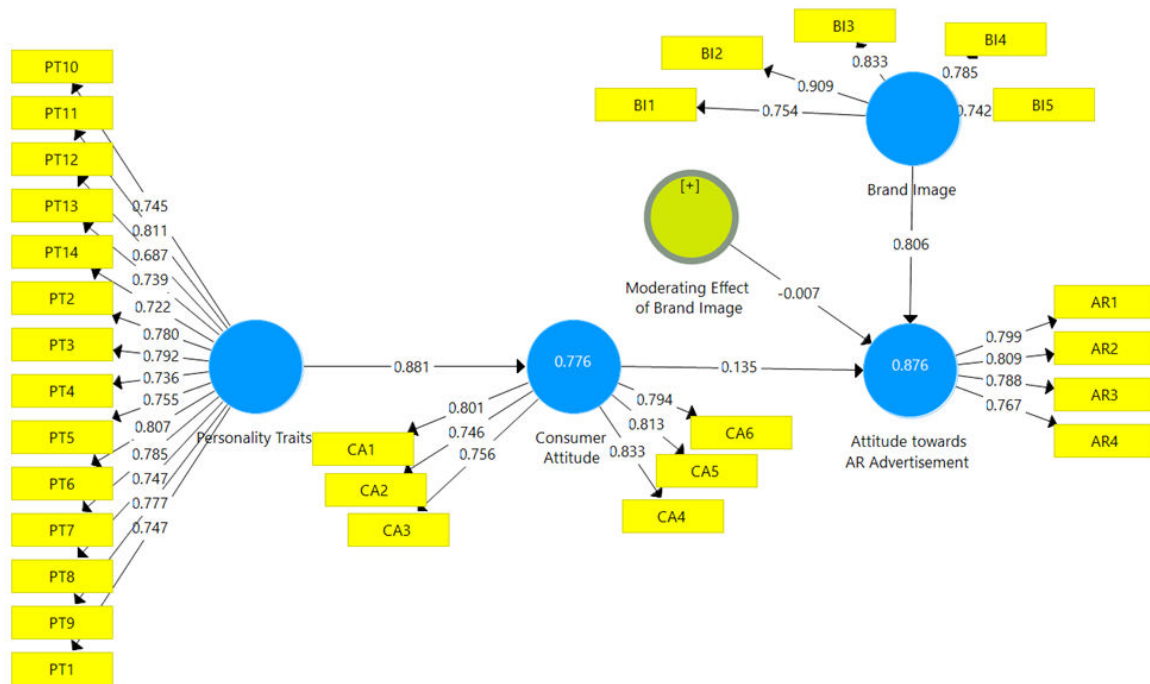 PT10
PT11
PT12
PT13
PT14
PT2
PT3
PT4
PT5
PT6
PT7
PT8
PT9
PT1
0.745
0.811
0.687
0.739
0.722
0.780
0.792
0.736
0.755
0.807
0.785
0.747
0.777
0.747
Personality Traits
0.881
0.776
Consumer
Attitude
0.801
0.746
0.756
0.833
0.813
0.794
CA1
CA2
CA3
CA4
CA5
CA6
0.135
[+]
Moderating Effect
of Brand Image
-0.007
BI1
BI2
BI3
BI4
BI5
0.754
0.909
0.833
0.785
0.742
Brand Image
0.806
0.876
Attitude towards
AR Advertisement
0.799
0.809
0.788
0.767
AR1
AR2
AR3
AR4